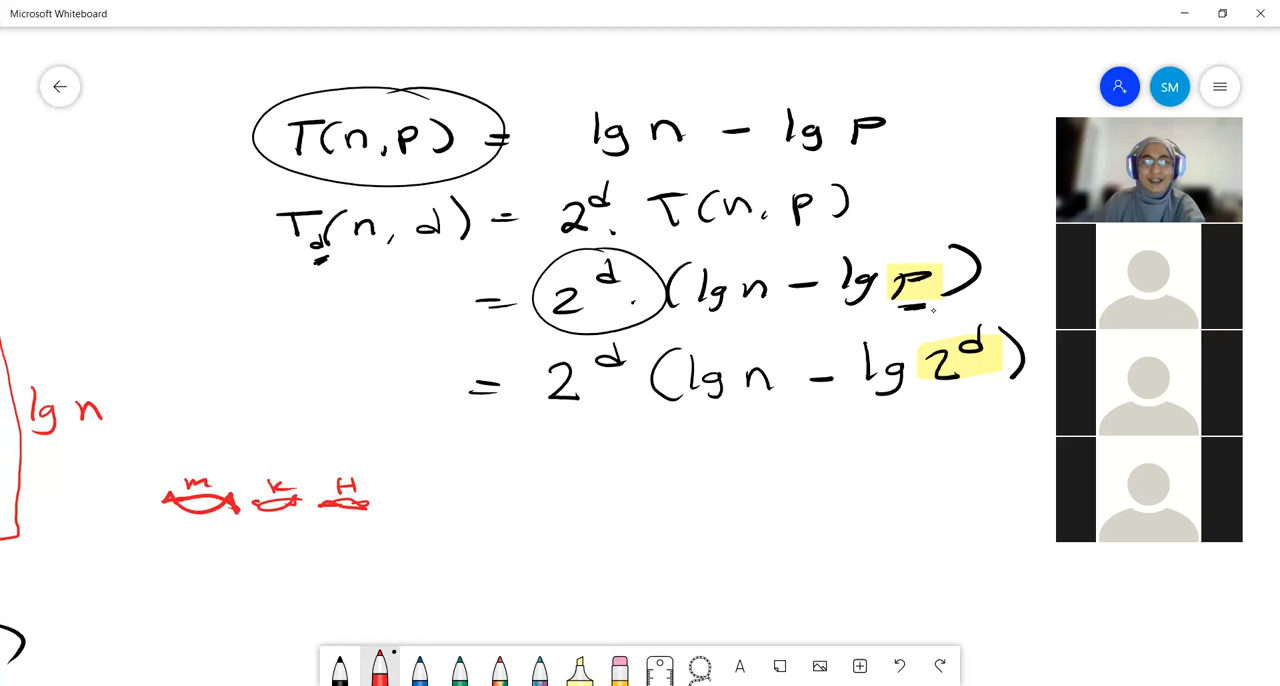 Microsoft Whiteboard
SM
T(n,p) = lg n - lg p
T_d(n,d) = 2^d . T(n,p)
= 2^d . (lg n - lg p)
= 2^d (lg n - lg 2^d)
lg n
m K H
)
A